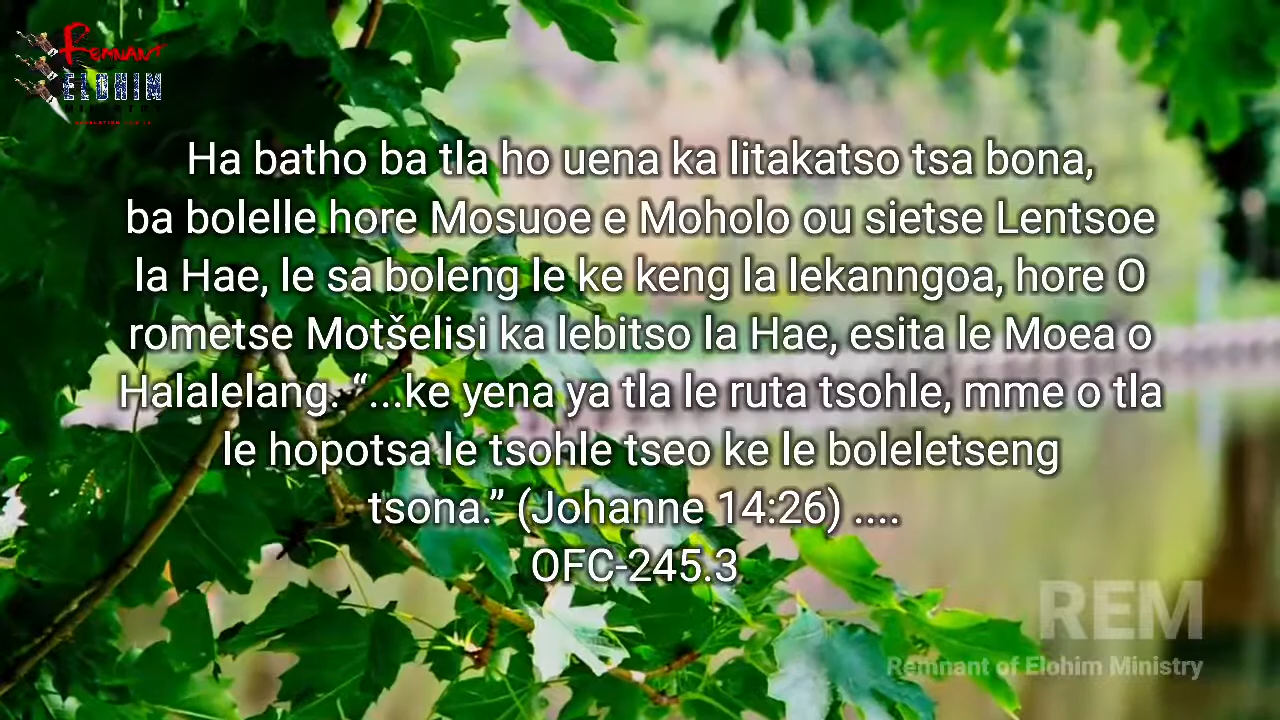 REMNANT
ELOHIM
MINISTRY
Ha batho ba tla ho uena ka litakatso tsa bona,
ba bolelle hore Mosuoe e Moholo ou sietse Lentsoe
la Hae, le sa boleng le ke keng la lekanngoa, hore O
rometse Motšelisi ka lebitso la Hae, esita le Moea o
Halalelang. “...ke yena ya tla le ruta tsohle, mme o tla
le hopotsa le tsohle tseo ke le boleletseng
tsona.” (Johanne 14:26) ....
OFC-245.3
REM
Remnant of Elohim Ministry